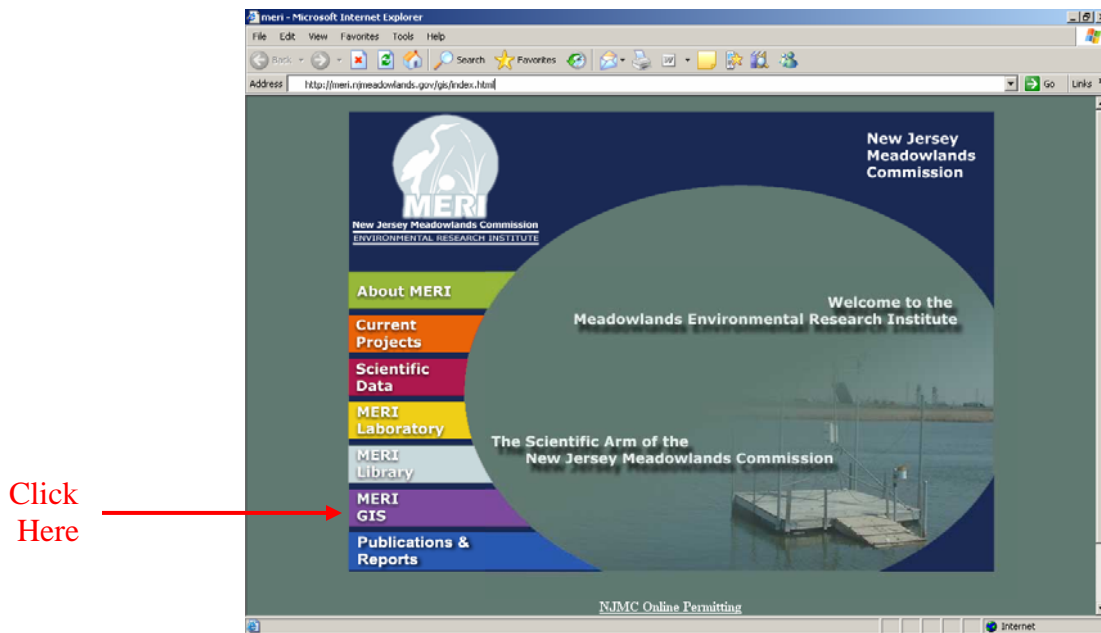 meri - Microsoft Internet Explorer
File Edit View Favorites Tools Help
Back Search Favorites
Address http://meri.njmeadowlands.gov/gis/index.html Go Links
MERI
New Jersey Meadowlands Commission
ENVIRONMENTAL RESEARCH INSTITUTE
New Jersey
Meadowlands
Commission
About MERI
Current
Projects
Scientific
Data
MERI
Laboratory
MERI
Library
MERI
GIS
Publications &
Reports
Welcome to the
Meadowlands Environmental Research Institute
The Scientific Arm of the
New Jersey Meadowlands Commission
Click
Here
NJMC Online Permitting
Internet